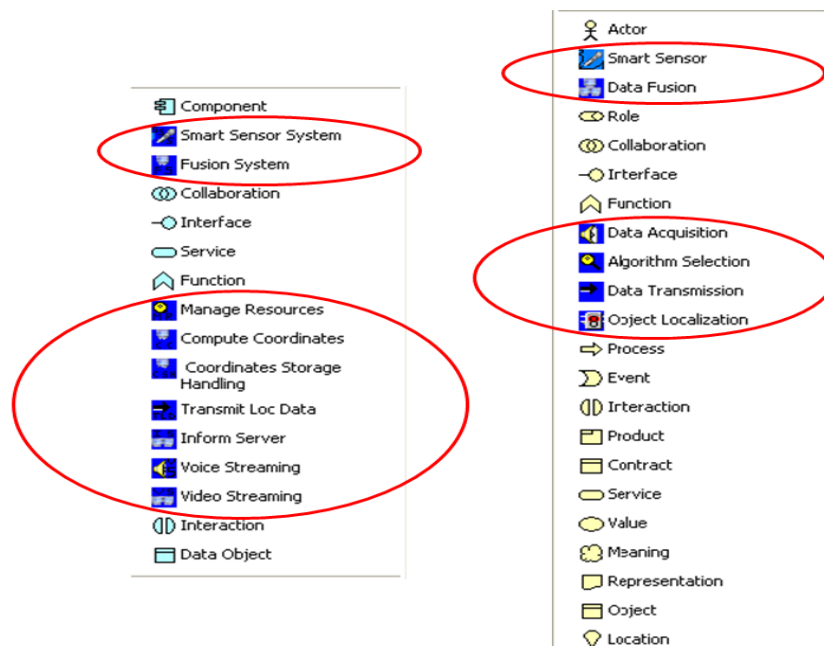 Component
Smart Sensor System
Fusion System
Collaboration
Interface
Service
Function
Manage Resources
Compute Coordinates
Coordinates Storage
Handling
Transmit Loc Data
Inform Server
Voice Streaming
Video Streaming
Interaction
Data Object
Actor
Smart Sensor
Data Fusion
Role
Collaboration
Interface
Function
Data Acquisition
Algorithm Selection
Data Transmission
Object Localization
Process
Event
Interaction
Product
Contract
Service
Value
Meaning
Representation
Object
Location